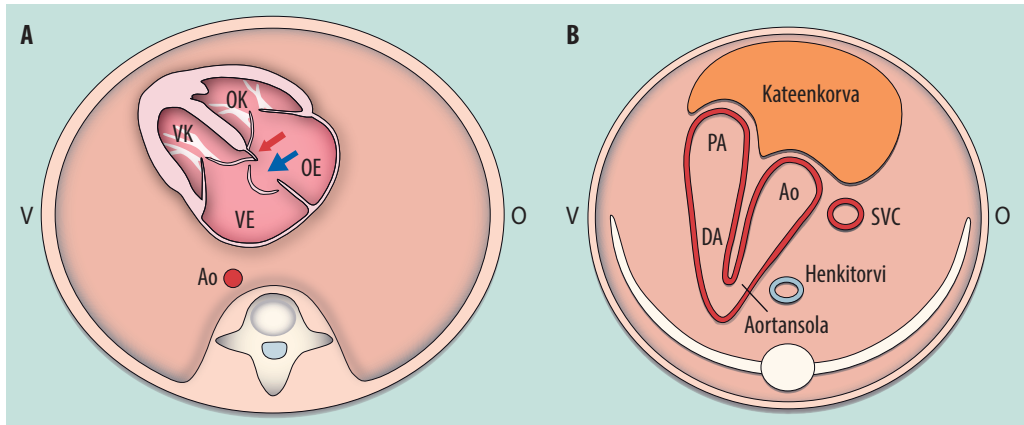 A
OK
VK
OE
VE
V
O
Ao
B
Kateenkorva
PA
Ao
V
SVC
O
DA
Henkitorvi
Aortansola